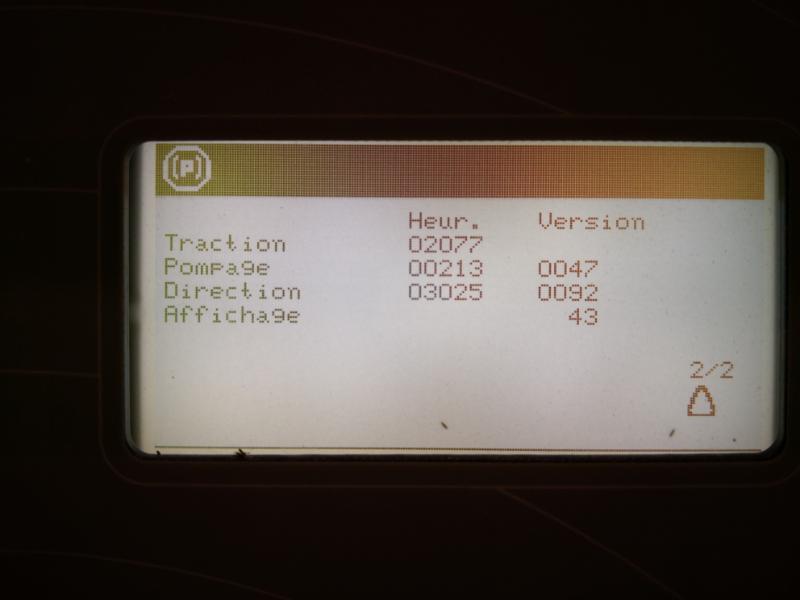 (P)
Heur. Version
Traction 02077
Pompage 00213 0047
Direction 03025 0092
Affichage 43
2/2